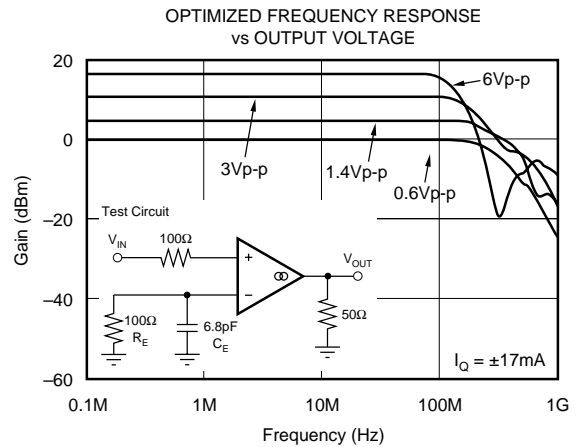 OPTIMIZED FREQUENCY RESPONSE
vs OUTPUT VOLTAGE
20
0
–20
–40
–60
Gain (dBm)
6Vp-p
3Vp-p
1.4Vp-p
0.6Vp-p
Test Circuit
VIN
100Ω
+
–
VOUT
100Ω
RE
6.8pF
CE
50Ω
IQ = ±17mA
0.1M 1M 10M 100M 1G
Frequency (Hz)